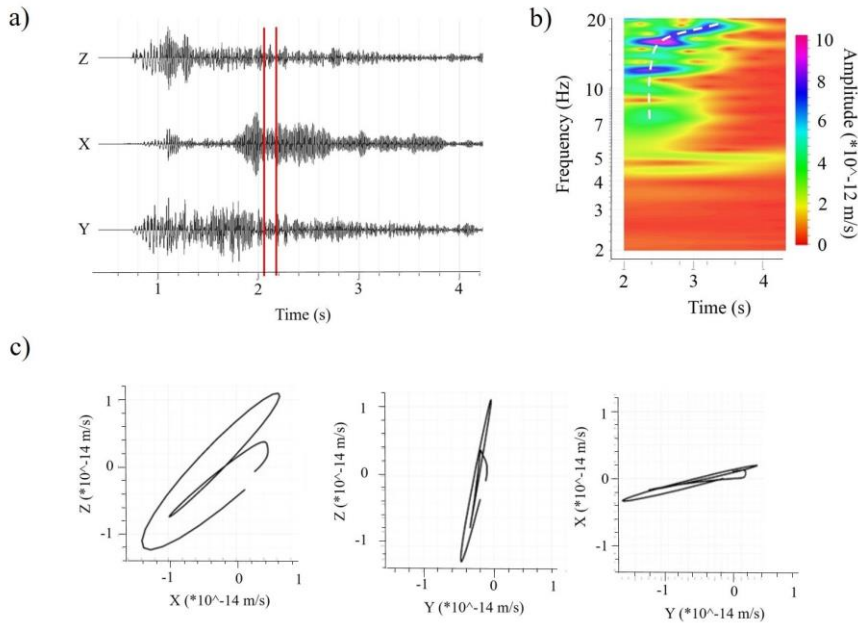 a)
Z
X
Y
1 2 3 4
Time (s)
b)
20
10
7
5
4
3
2
Frequency (Hz)
2 3 4
Time (s)
10
8
6
4
2
0
Amplitude (*10^-12 m/s)
c)
1
0
-1
Z (*10^-14 m/s)
-1 0 1
X (*10^-14 m/s)
1
0
-1
Z (*10^-14 m/s)
-1 0 1
Y (*10^-14 m/s)
1
0
-1
X (*10^-14 m/s)
-1 0 1
Y (*10^-14 m/s)